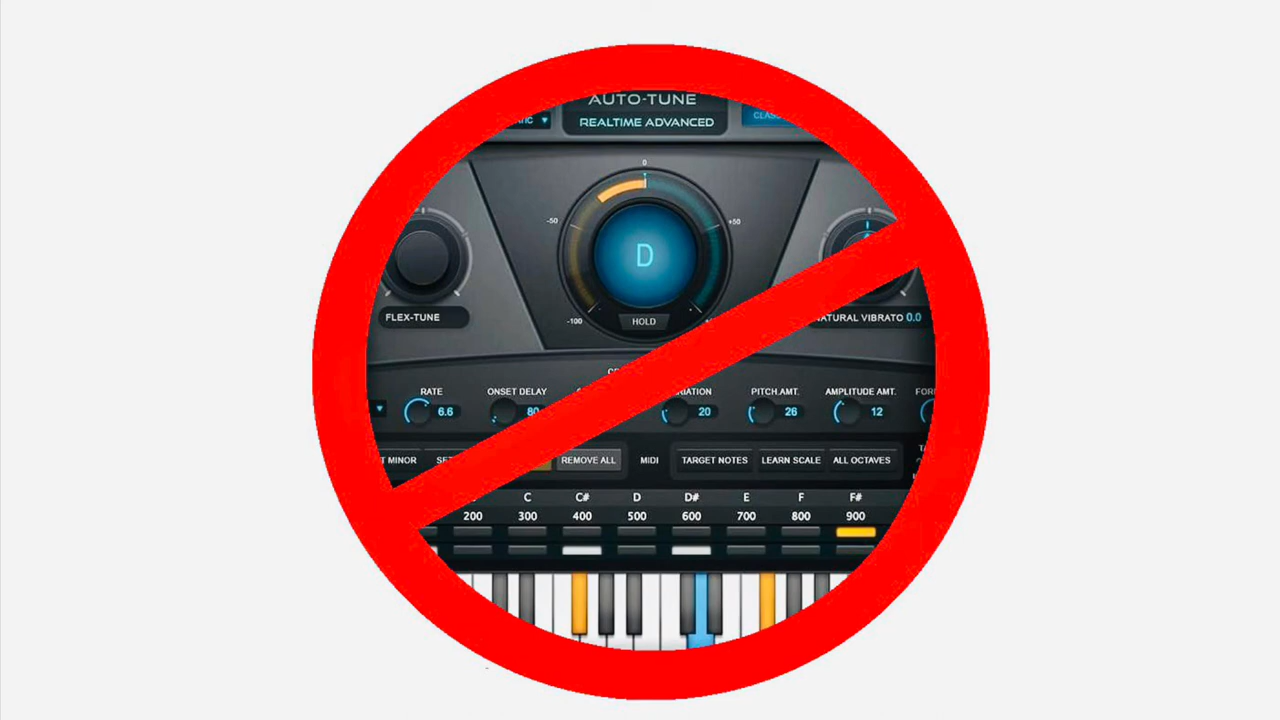 AUTO-TUNE
REALTIME ADVANCED
0
-50 +50
D
-100
HOLD
FLEX-TUNE
NATURAL VIBRATO 0.0
RATE ONSET DELAY PITCH AMT. AMPLITUDE AMT.
6.6 80 20 26 12
MINOR REMOVE ALL MIDI TARGET NOTES LEARN SCALE ALL OCTAVES
C C# D D# E F F#
200 300 400 500 600 700 800 900